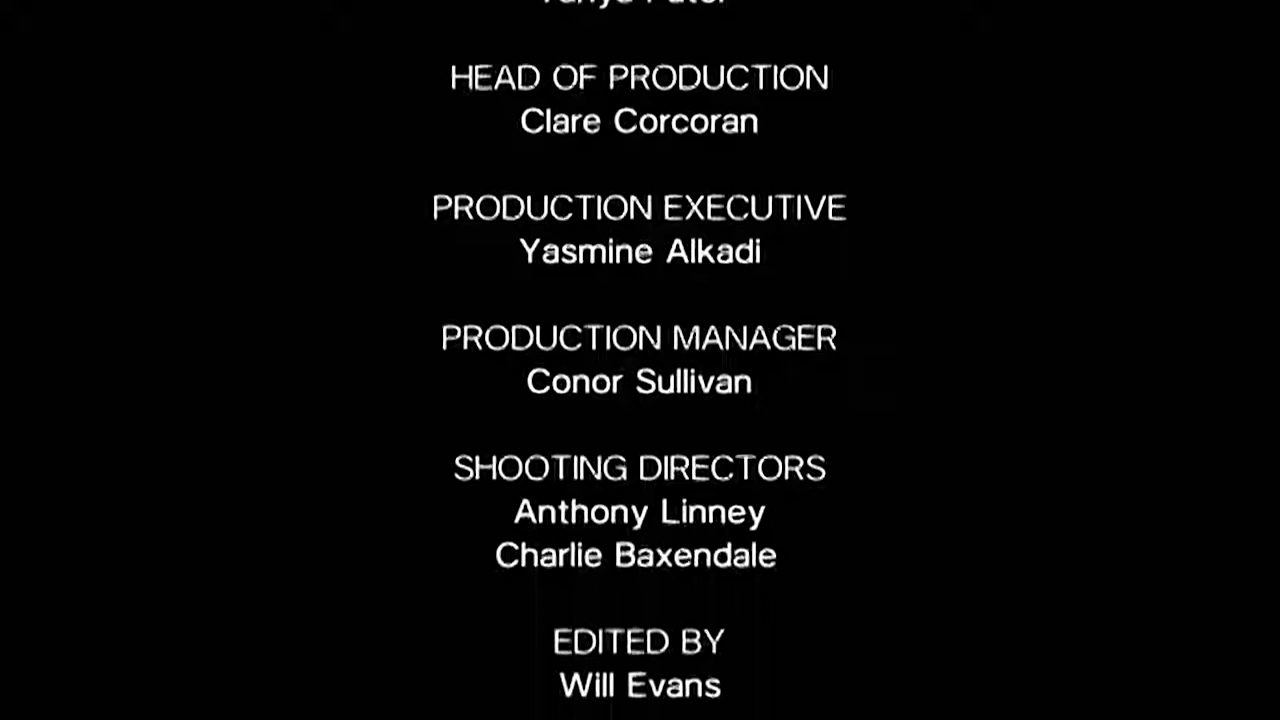 HEAD OF PRODUCTION
Clare Corcoran
PRODUCTION EXECUTIVE
Yasmine Alkadi
PRODUCTION MANAGER
Conor Sullivan
SHOOTING DIRECTORS
Anthony Linney
Charlie Baxendale
EDITED BY
Will Evans